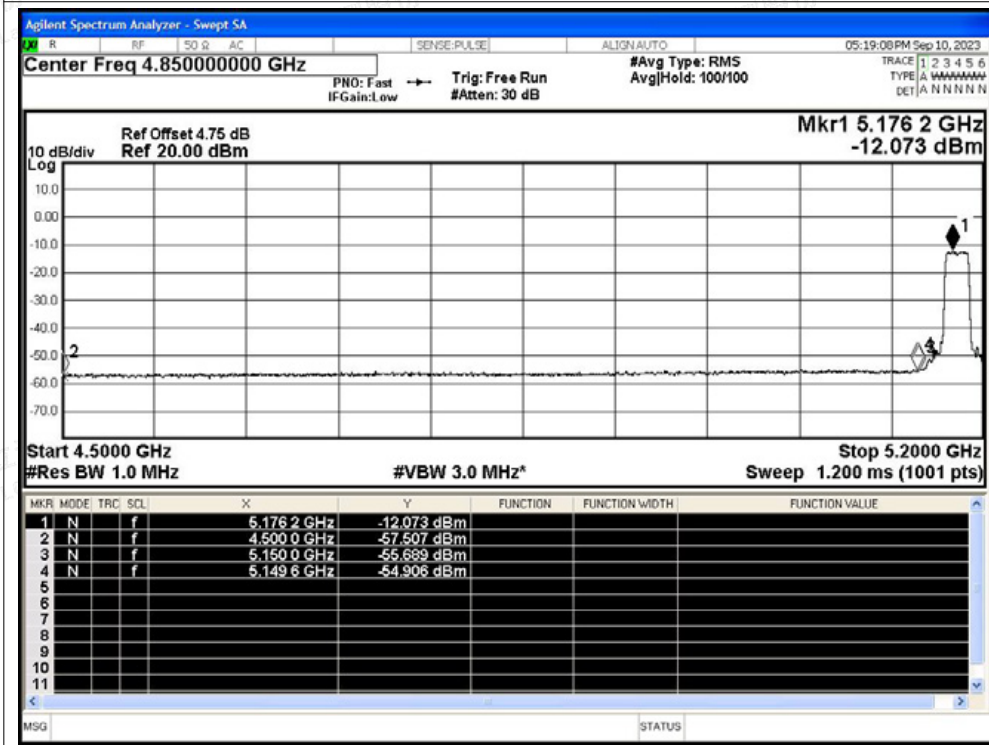 Agilent Spectrum Analyzer - Swept SA
LXI R RF 50 Ω AC SENSE:PULSE ALIGN AUTO 05:19:08 PM Sep 10, 2023
Center Freq 4.850000000 GHz #Avg Type: RMS TRACE 1 2 3 4 5 6
PNO: Fast Trig: Free Run Avg|Hold: 100/100 TYPE A WWWWW
IFGain:Low #Atten: 30 dB DET A N N N N N
Mkr1 5.176 2 GHz
Ref Offset 4.75 dB
10 dB/div Ref 20.00 dBm -12.073 dBm
Log
10.0
0.00
1
-10.0
-20.0
-30.0
-40.0
-50.0 2 4
3
-60.0
-70.0
Start 4.5000 GHz Stop 5.2000 GHz
#Res BW 1.0 MHz #VBW 3.0 MHz* Sweep 1.200 ms (1001 pts)
MKR MODE TRC SCL X Y FUNCTION FUNCTION WIDTH FUNCTION VALUE
1 N f 5.176 2 GHz -12.073 dBm
2 N f 4.500 0 GHz -57.507 dBm
3 N f 5.150 0 GHz -55.689 dBm
4 N f 5.149 6 GHz -54.906 dBm
5
6
7
8
9
10
11
MSG STATUS